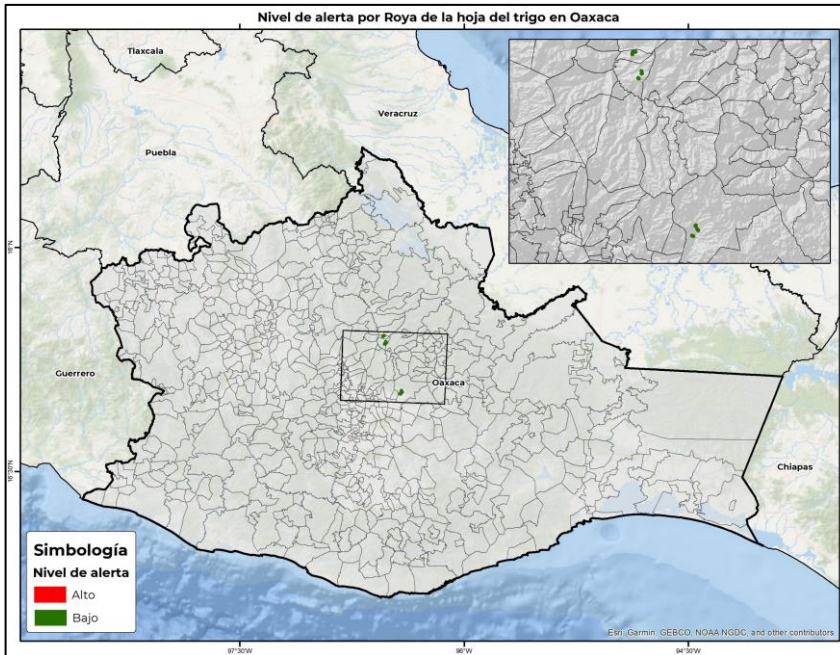 Nivel de alerta por Roya de la hoja del trigo en Oaxaca
Tlaxcala
Veracruz
Puebla
18°N
Guerrero
Oaxaca
16°30'N
Chiapas
Simbología
Nivel de alerta
Alto
Bajo
Esri, Garmin, GEBCO, NOAA NGDC, and other contributors
97°30'W
96°W
94°30'W